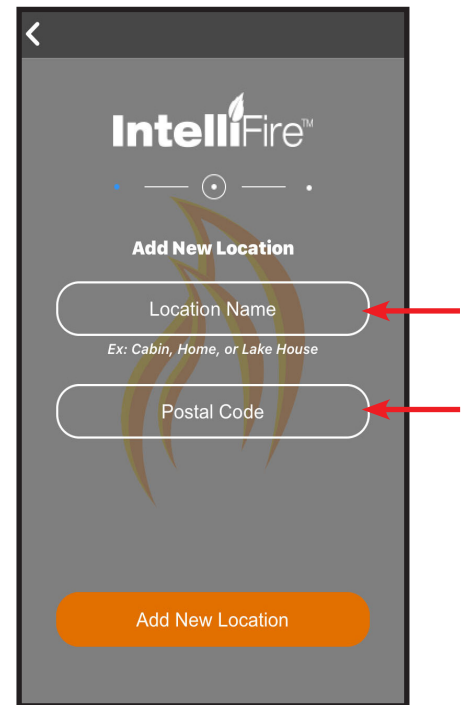 IntelliFire™
Add New Location
Location Name
Ex: Cabin, Home, or Lake House
Postal Code
Add New Location